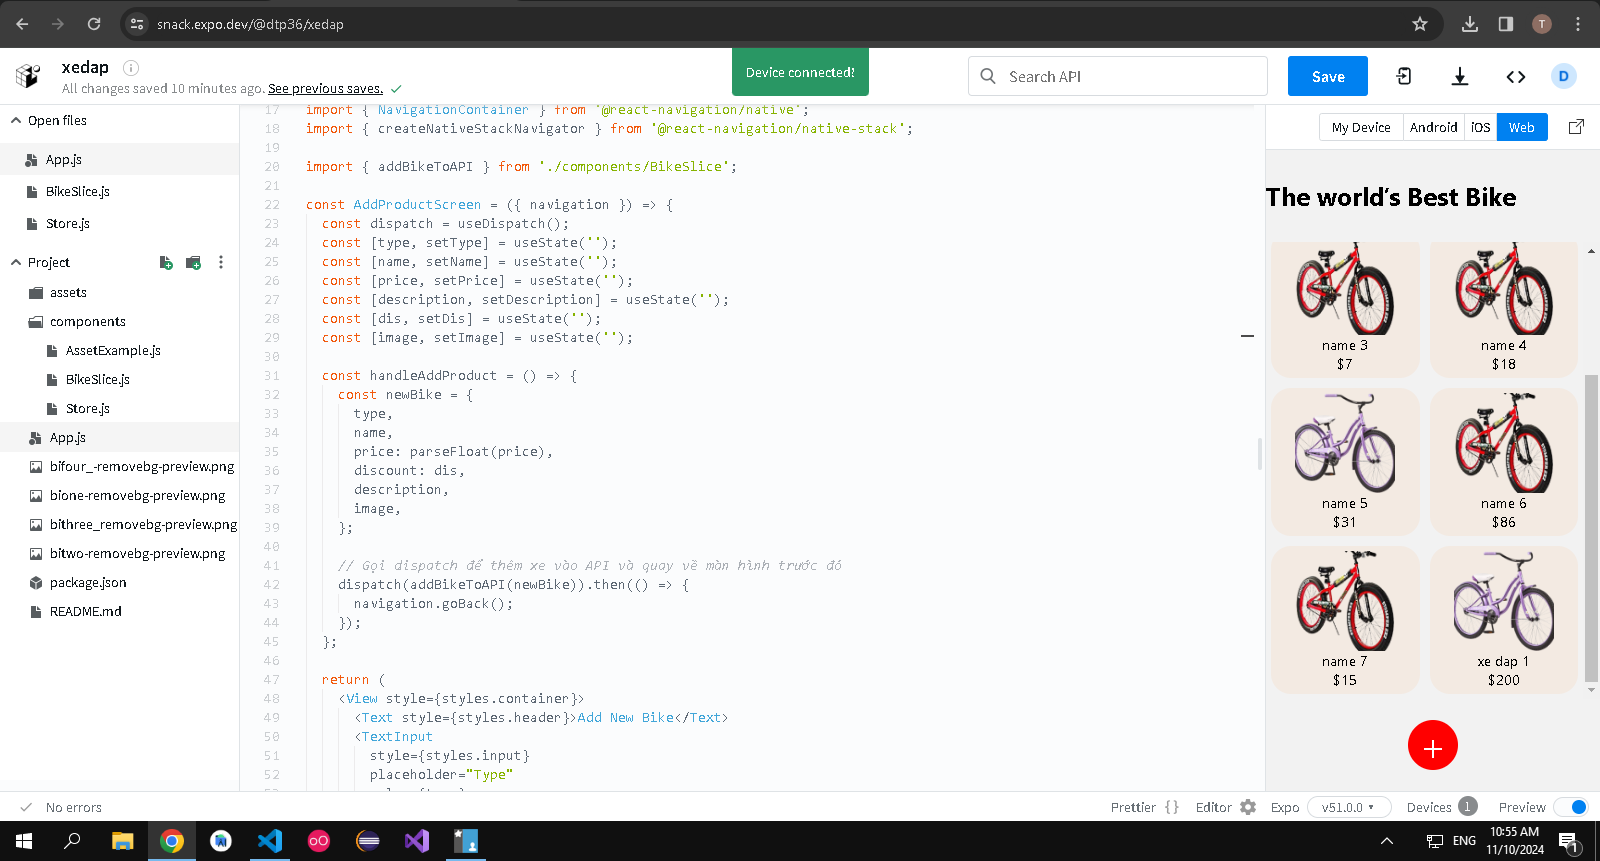 snack.expo.dev/@dtp36/xedap
T
xedap
All changes saved 10 minutes ago. See previous saves.
Device connected!
Search API
Save
D
Open files
App.js
BikeSlice.js
Store.js
Project
assets
components
AssetExample.js
BikeSlice.js
Store.js
App.js
bifour_-removebg-preview.png
bione-removebg-preview.png
bithree_removebg-preview.png
bitwo-removebg-preview.png
package.json
README.md
17 import { NavigationContainer } from '@react-navigation/native';
18 import { createNativeStackNavigator } from '@react-navigation/native-stack';
19
20 import { addBikeToAPI } from './components/BikeSlice';
21
22 const AddProductScreen = ({ navigation }) => {
23 const dispatch = useDispatch();
24 const [type, setType] = useState('');
25 const [name, setName] = useState('');
26 const [price, setPrice] = useState('');
27 const [description, setDescription] = useState('');
28 const [dis, setDis] = useState('');
29 const [image, setImage] = useState('');
30
31 const handleAddProduct = () => {
32 const newBike = {
33 type,
34 name,
35 price: parseFloat(price),
36 discount: dis,
37 description,
38 image,
39 };
40
41 // Gọi dispatch để thêm xe vào API và quay về màn hình trước đó
42 dispatch(addBikeToAPI(newBike)).then(() => {
43 navigation.goBack();
44 });
45 };
46
47 return (
48 <View style={styles.container}>
49 <Text style={styles.header}>Add New Bike</Text>
50 <TextInput
51 style={styles.input}
52 placeholder="Type"
My Device
Android
iOS
Web
The world's Best Bike
name 3
$7
name 4
$18
name 5
$31
name 6
$86
name 7
$15
xe dap 1
$200
+
No errors
Prettier { }
Editor
Expo
v51.0.0
Devices 1
Preview
ENG
10:55 AM
11/10/2024
1